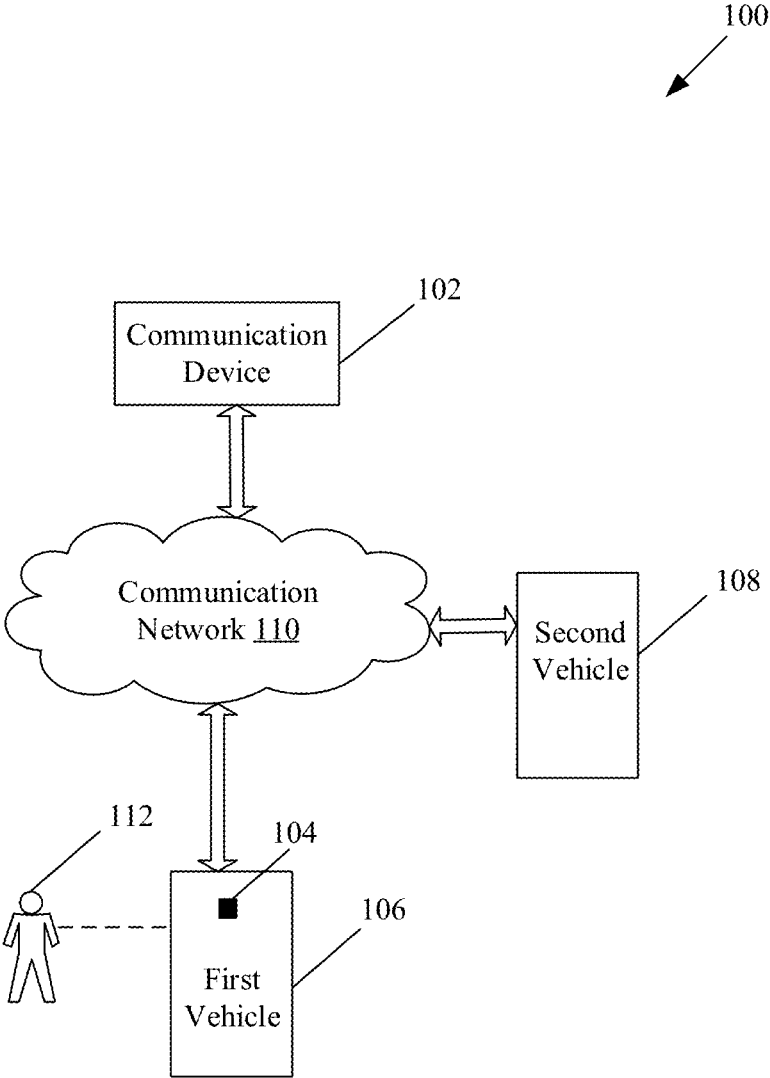 100
102
Communication
Device
Communication
Network 110
108
Second
Vehicle
112
104
106
First
Vehicle